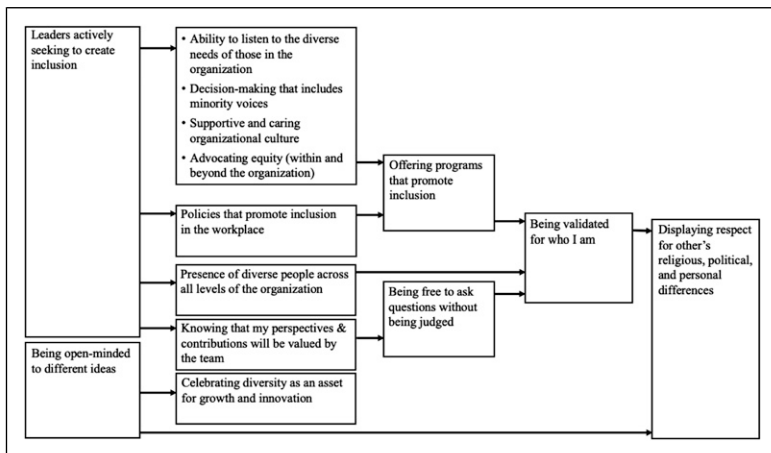 Leaders actively
seeking to create
inclusion
• Ability to listen to the diverse
needs of those in the
organization
• Decision-making that includes
minority voices
• Supportive and caring
organizational culture
• Advocating equity (within and
beyond the organization)
Policies that promote inclusion
in the workplace
Presence of diverse people across
all levels of the organization
Knowing that my perspectives &
contributions will be valued by
the team
Being open-minded
to different ideas
Celebrating diversity as an asset
for growth and innovation
Offering programs
that promote
inclusion
Being free to ask
questions without
being judged
Being validated
for who I am
Displaying respect
for other's
religious, political,
and personal
differences